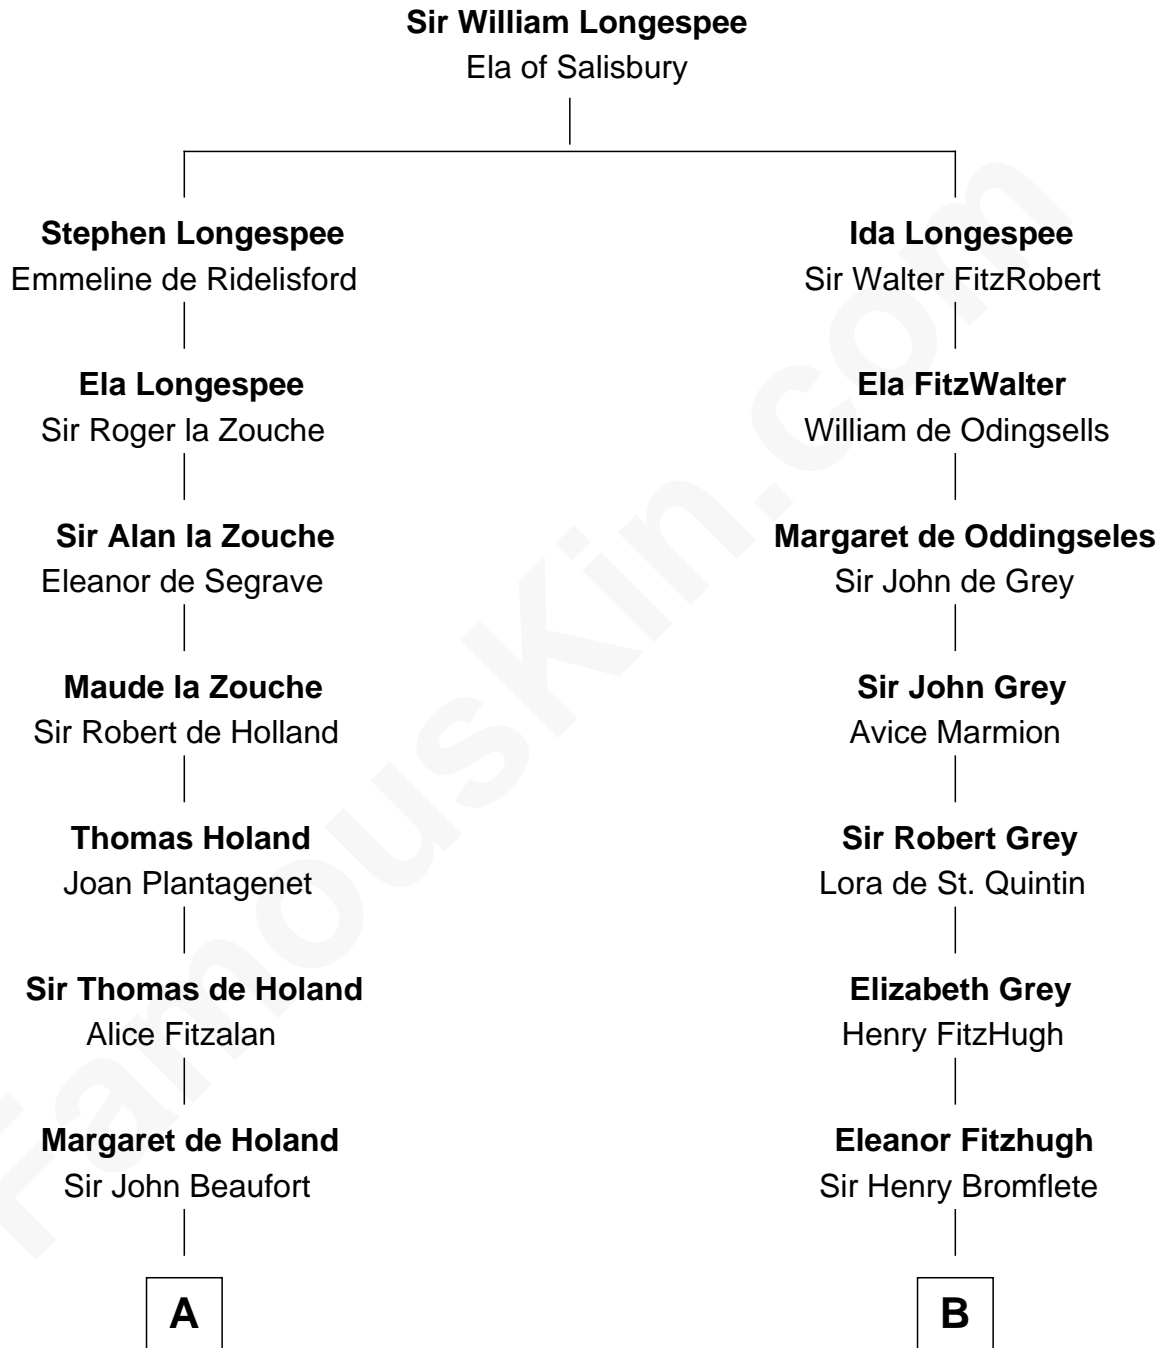 Sir William Longespee
Ela of Salisbury
Stephen Longespee
Emmeline de Ridelisford
Ida Longespee
Sir Walter FitzRobert
Ela Longespee
Sir Roger la Zouche
Ela FitzWalter
William de Odingsells
Sir Alan la Zouche
Eleanor de Segrave
Margaret de Oddingseles
Sir John de Grey
Maude la Zouche
Sir Robert de Holland
Sir John Grey
Avice Marmion
Thomas Holand
Joan Plantagenet
Sir Robert Grey
Lora de St. Quintin
Sir Thomas de Holand
Alice Fitzalan
Elizabeth Grey
Henry FitzHugh
Margaret de Holand
Sir John Beaufort
Eleanor Fitzhugh
Sir Henry Bromflete
A
B
FamousKin.com